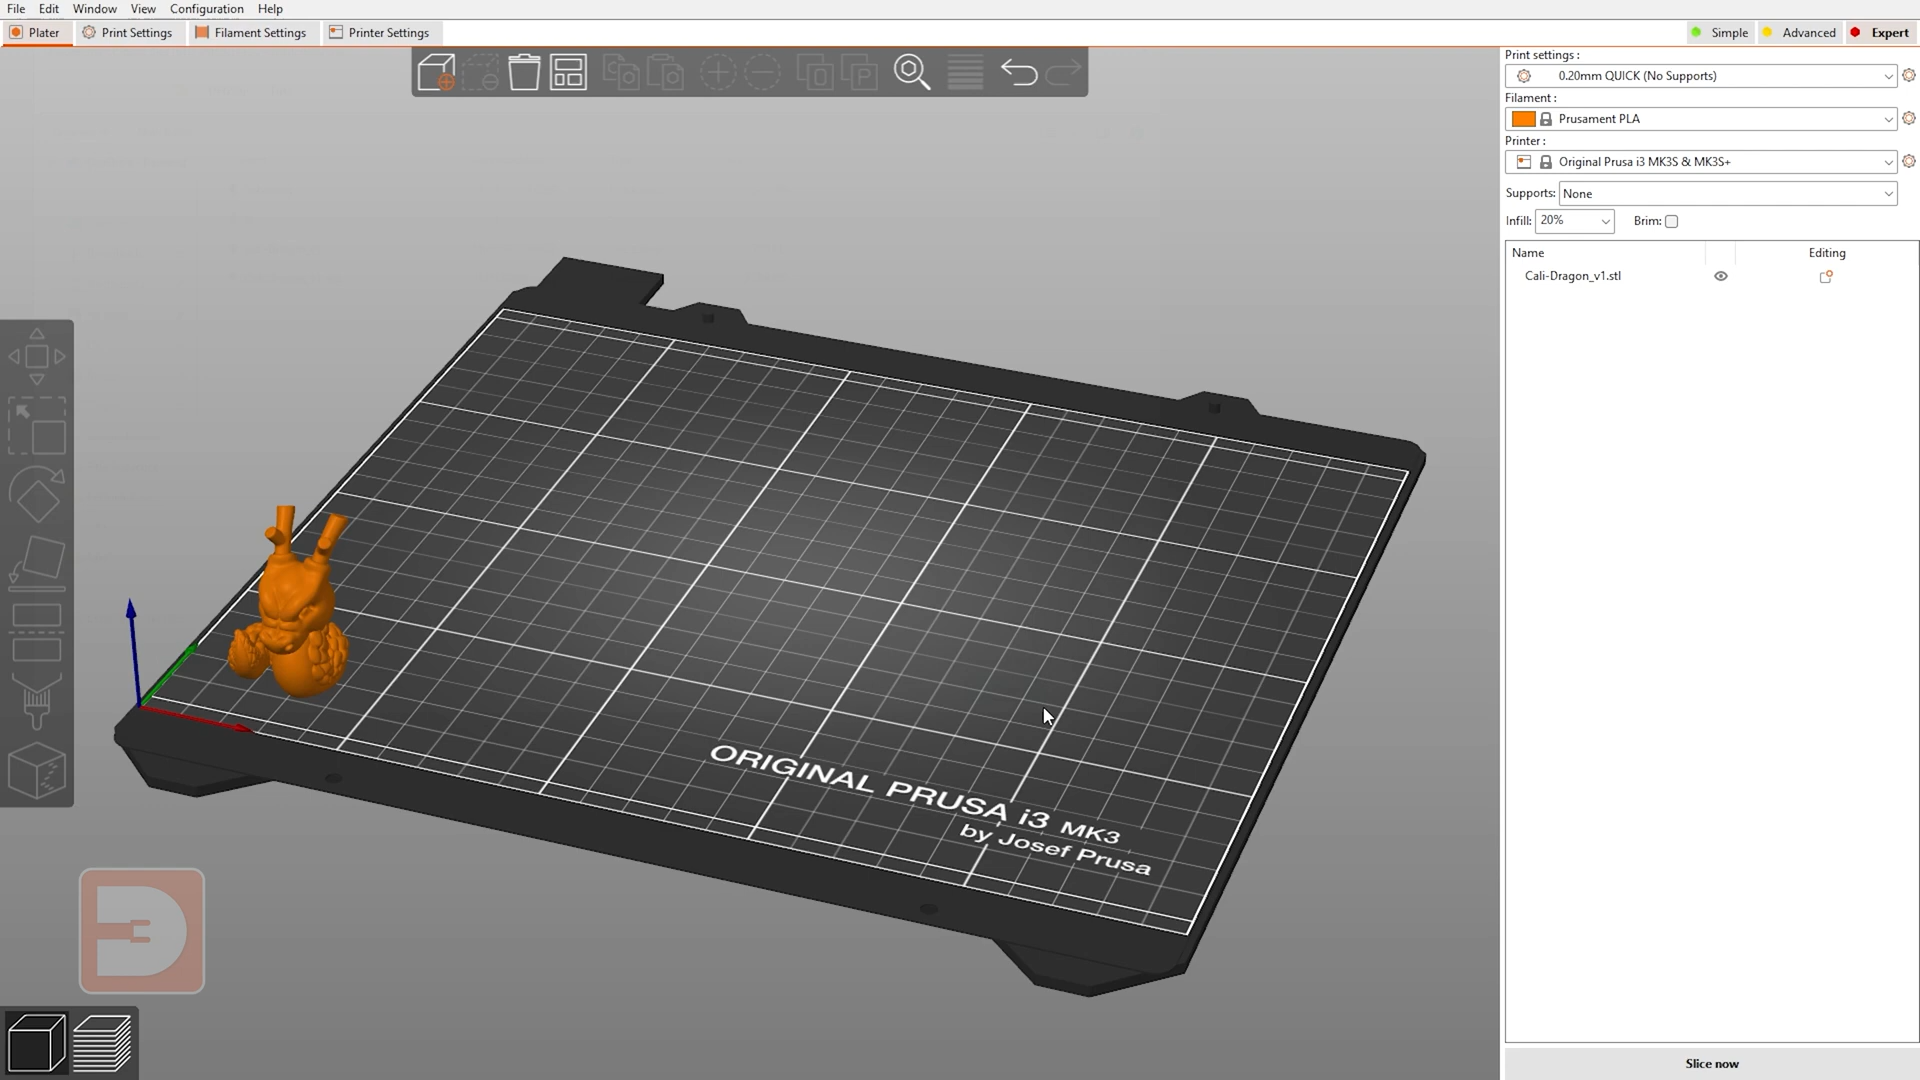 File Edit Window View Configuration Help
Plater Print Settings Filament Settings Printer Settings Simple Advanced Expert
Print settings :
0.20mm QUICK (No Supports)
Filament :
Prusament PLA
Printer :
Original Prusa i3 MK3S & MK3S+
Supports: None
Infill: 20% Brim:
Name Editing
Cali-Dragon_v1.stl
ORIGINAL PRUSA i3 MK3
by Josef Prusa
Slice now